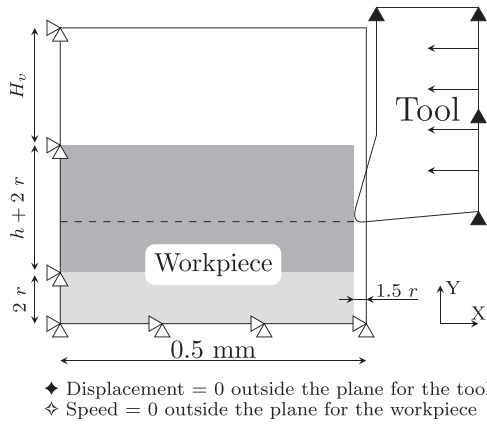 H_v
h + 2 r
2 r
Tool
Workpiece
1.5 r
Y
X
0.5 mm
Displacement = 0 outside the plane for the tool
Speed = 0 outside the plane for the workpiece